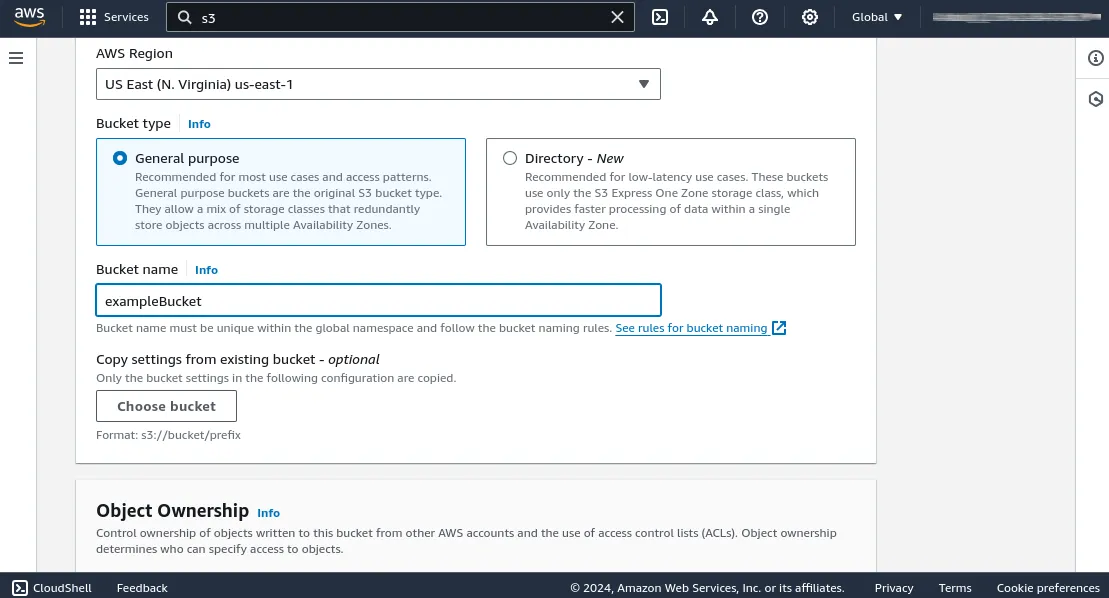 aws Services s3 Global
AWS Region
US East (N. Virginia) us-east-1
Bucket type Info
General purpose
Recommended for most use cases and access patterns.
General purpose buckets are the original S3 bucket type.
They allow a mix of storage classes that redundantly
store objects across multiple Availability Zones.
Directory - New
Recommended for low-latency use cases. These buckets
use only the S3 Express One Zone storage class, which
provides faster processing of data within a single
Availability Zone.
Bucket name Info
exampleBucket
Bucket name must be unique within the global namespace and follow the bucket naming rules. See rules for bucket naming
Copy settings from existing bucket - optional
Only the bucket settings in the following configuration are copied.
Choose bucket
Format: s3://bucket/prefix
Object Ownership Info
Control ownership of objects written to this bucket from other AWS accounts and the use of access control lists (ACLs). Object ownership
determines who can specify access to objects.
CloudShell Feedback © 2024, Amazon Web Services, Inc. or its affiliates. Privacy Terms Cookie preferences